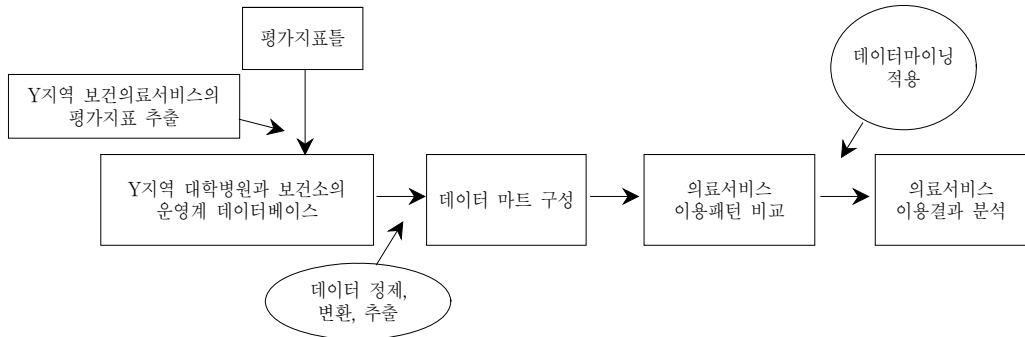 평가지표틀
Y지역 보건의료서비스의
평가지표 추출
데이터마이닝
적용
Y지역 대학병원과 보건소의
운영계 데이터베이스
데이터 마트 구성
의료서비스
이용패턴 비교
의료서비스
이용결과 분석
데이터 정제,
변환, 추출